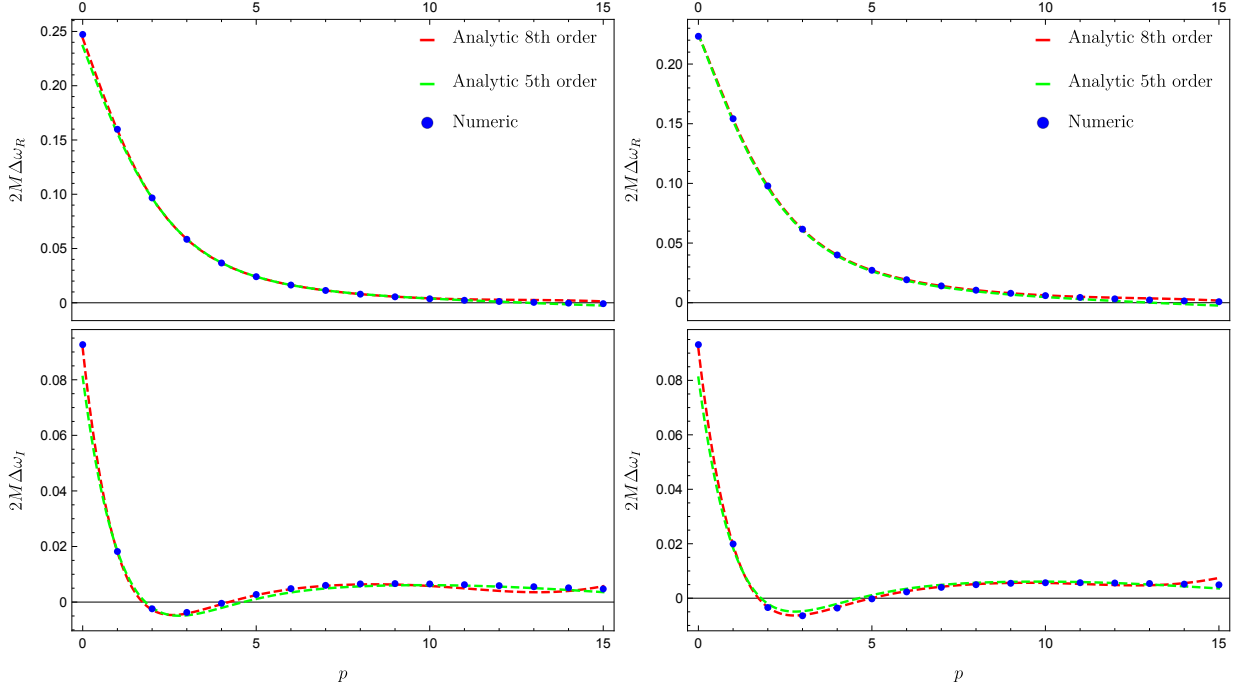 0 5 10 15
0 5 10 15
0.25
0.20
0.15
0.10
0.05
0
2MΔω_R
Analytic 8th order
Analytic 5th order
Numeric
0.20
0.15
0.10
0.05
0
2MΔω_R
Analytic 8th order
Analytic 5th order
Numeric
0.08
0.06
0.04
0.02
0
2MΔω_I
0 5 10 15
p
0.08
0.06
0.04
0.02
0
2MΔω_I
0 5 10 15
p